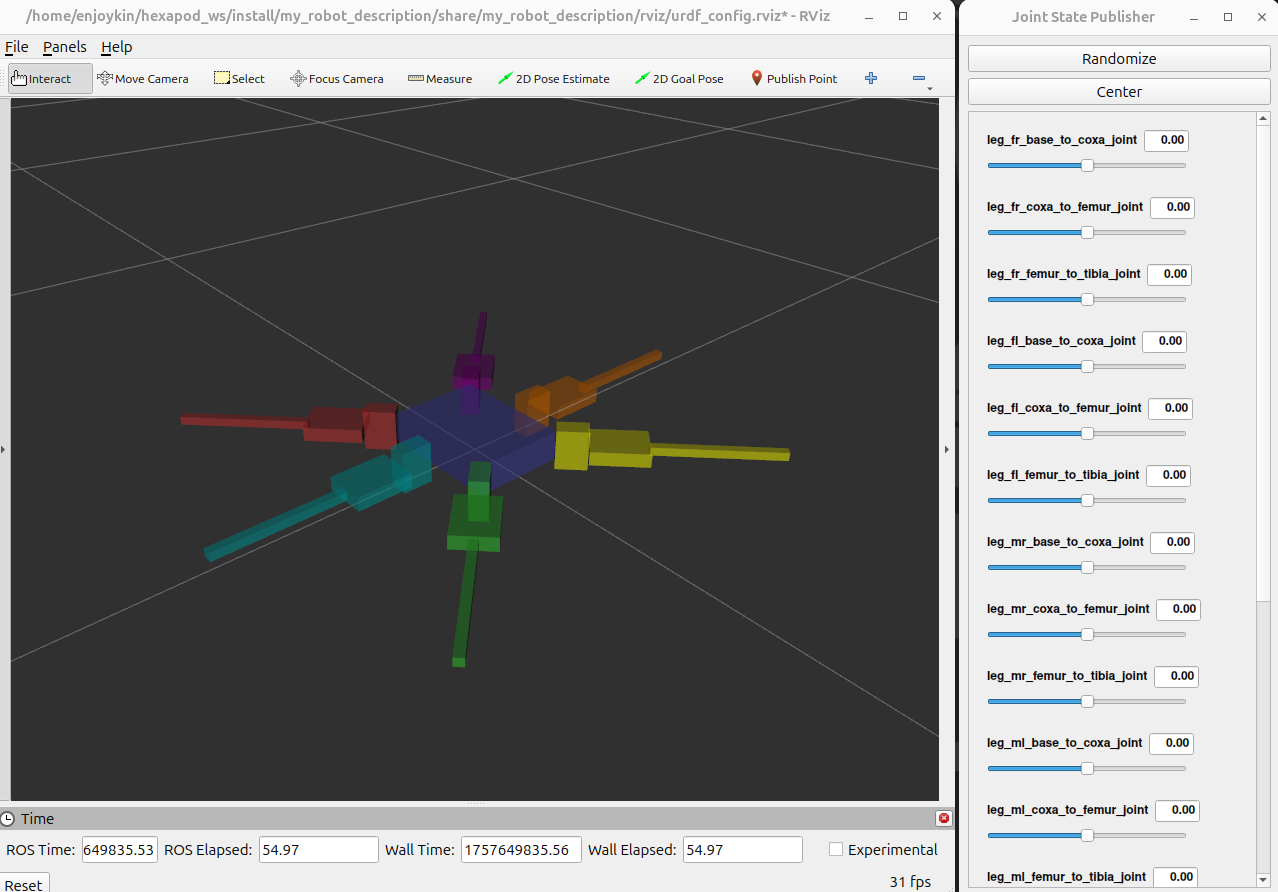 /home/enjoykin/hexapod_ws/install/my_robot_description/share/my_robot_description/rviz/urdf_config.rviz* - RViz
File Panels Help
Interact Move Camera Select Focus Camera Measure 2D Pose Estimate 2D Goal Pose Publish Point
Time
ROS Time: 649835.53 ROS Elapsed: 54.97 Wall Time: 1757649835.56 Wall Elapsed: 54.97 Experimental
Reset 31 fps
Joint State Publisher
Randomize
Center
leg_fr_base_to_coxa_joint 0.00
leg_fr_coxa_to_femur_joint 0.00
leg_fr_femur_to_tibia_joint 0.00
leg_fl_base_to_coxa_joint 0.00
leg_fl_coxa_to_femur_joint 0.00
leg_fl_femur_to_tibia_joint 0.00
leg_mr_base_to_coxa_joint 0.00
leg_mr_coxa_to_femur_joint 0.00
leg_mr_femur_to_tibia_joint 0.00
leg_ml_base_to_coxa_joint 0.00
leg_ml_coxa_to_femur_joint 0.00
leg_ml_femur_to_tibia_joint 0.00